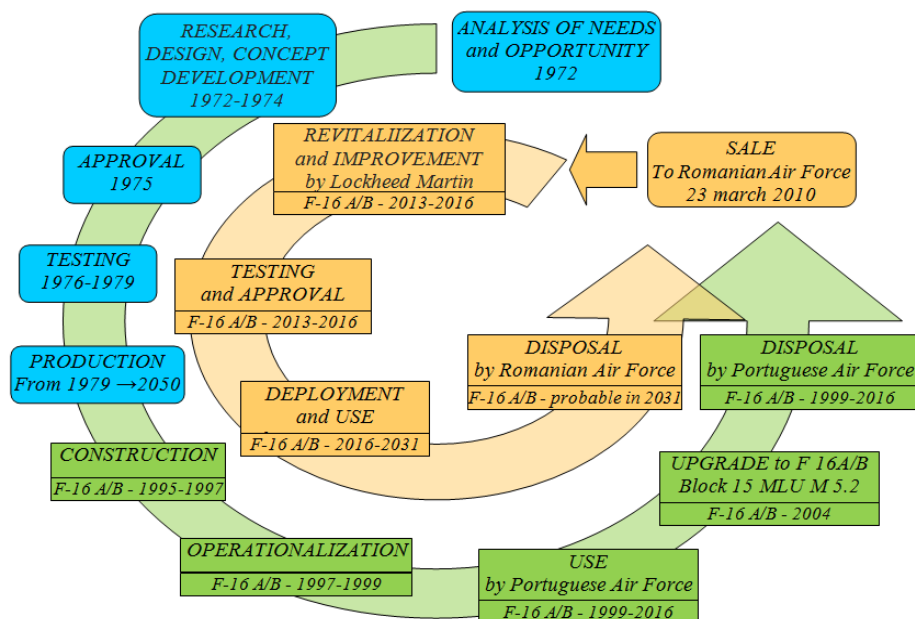 ANALYSIS OF NEEDS
and OPPORTUNITY
1972
RESEARCH,
DESIGN, CONCEPT
DEVELOPMENT
1972-1974
APPROVAL
1975
TESTING
1976-1979
PRODUCTION
From 1979 →2050
CONSTRUCTION
F-16 A/B - 1995-1997
OPERATIONALIZATION
F-16 A/B - 1997-1999
USE
by Portuguese Air Force
F-16 A/B - 1999-2016
UPGRADE to F 16A/B
Block 15 MLU M 5.2
F-16 A/B - 2004
DISPOSAL
by Portuguese Air Force
F-16 A/B - 1999-2016
SALE
To Romanian Air Force
23 march 2010
REVITALIIZATION
and IMPROVEMENT
by Lockheed Martin
F-16 A/B - 2013-2016
TESTING
and APPROVAL
F-16 A/B - 2013-2016
DEPLOYMENT
and USE
F-16 A/B - 2016-2031
DISPOSAL
by Romanian Air Force
F-16 A/B - probable in 2031